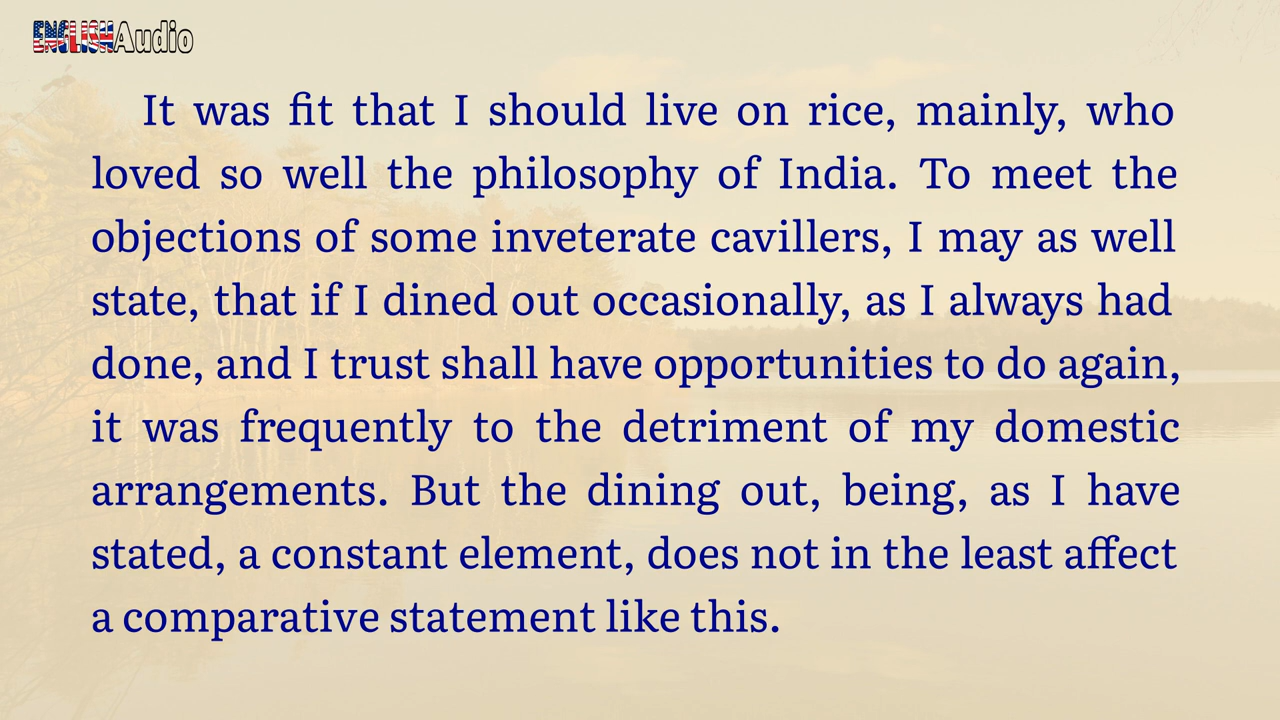 ENGLISHAudio
It was fit that I should live on rice, mainly, who
loved so well the philosophy of India. To meet the
objections of some inveterate cavillers, I may as well
state, that if I dined out occasionally, as I always had
done, and I trust shall have opportunities to do again,
it was frequently to the detriment of my domestic
arrangements. But the dining out, being, as I have
stated, a constant element, does not in the least affect
a comparative statement like this.